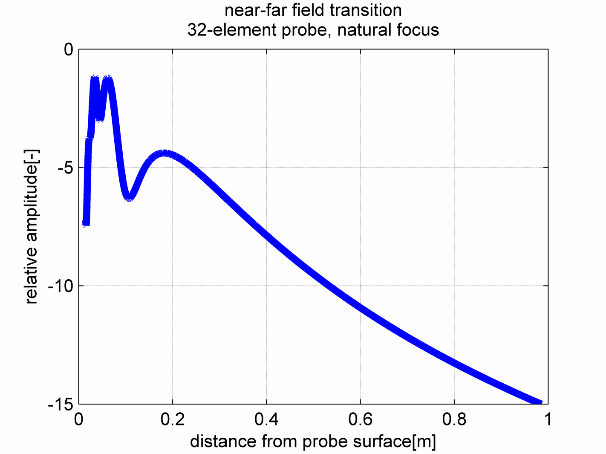 near-far field transition
32-element probe, natural focus
0
-5
-10
-15
relative amplitude[-]
0
0.2
0.4
0.6
0.8
1
distance from probe surface[m]